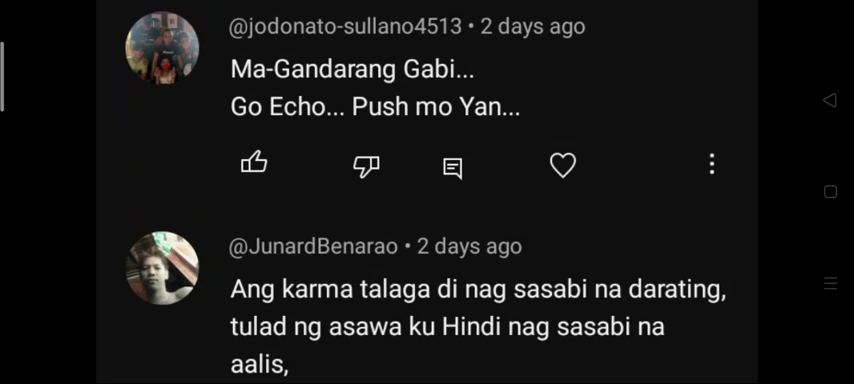 @jodonato-sullano4513 • 2 days ago
Ma-Gandarang Gabi...
Go Echo... Push mo Yan...
@JunardBenarao • 2 days ago
Ang karma talaga di nag sasabi na darating,
tulad ng asawa ku Hindi nag sasabi na
aalis,